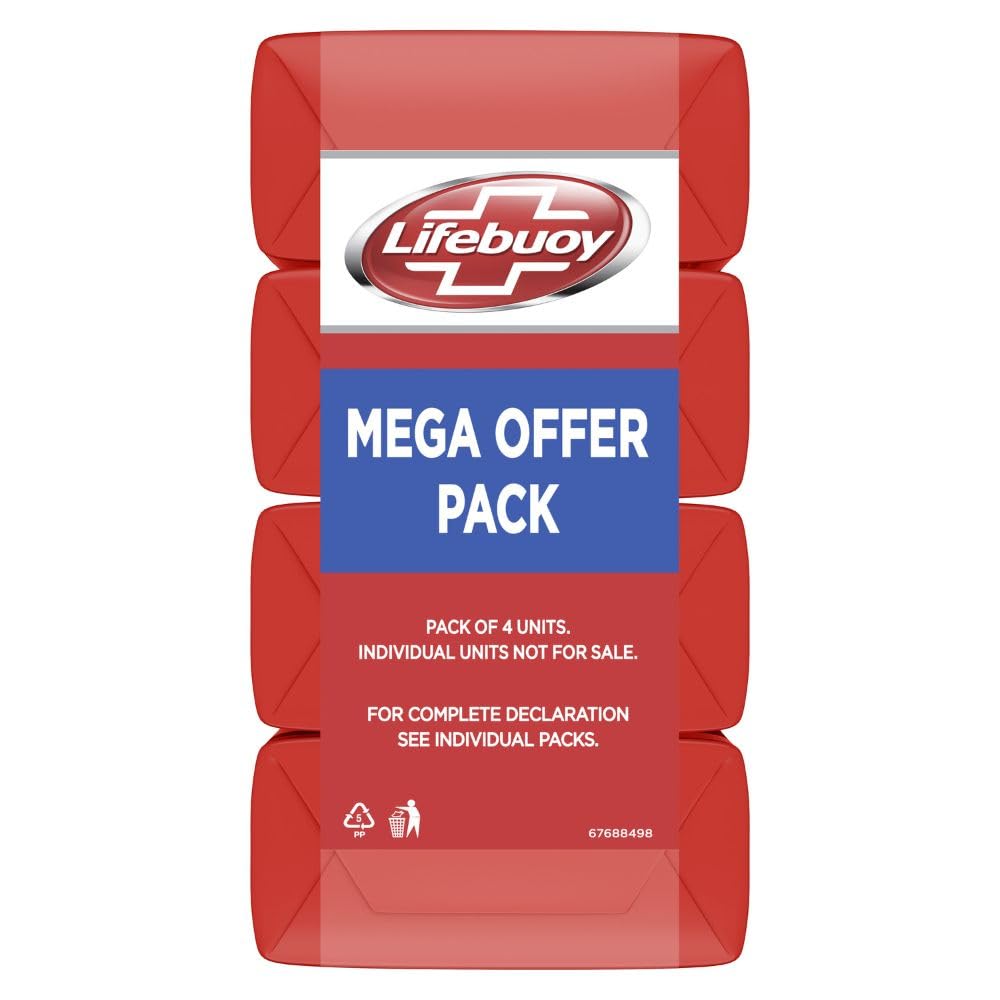 Lifebuoy
MEGA OFFER
PACK
PACK OF 4 UNITS.
INDIVIDUAL UNITS NOT FOR SALE.
FOR COMPLETE DECLARATION
SEE INDIVIDUAL PACKS.
5
PP
67688498